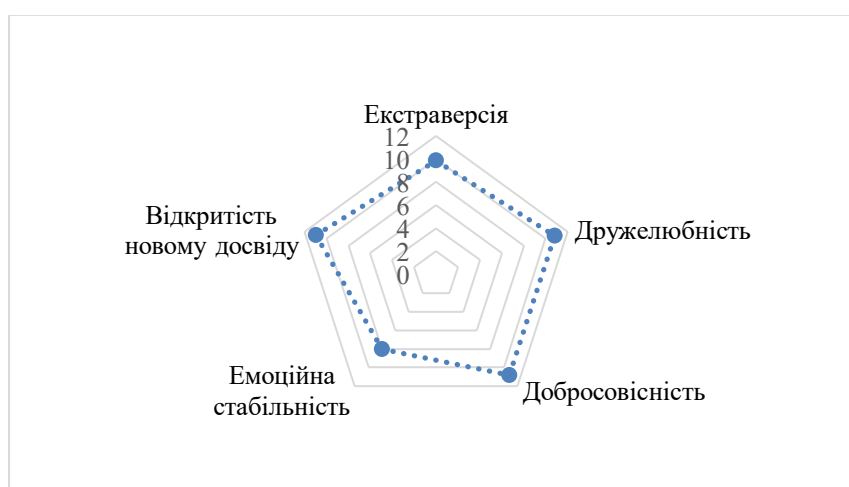 Екстраверсія
12
10
8
6
4
2
0
Дружелюбність
Добросовісність
Емоційна
стабільність
Відкритість
новому досвіду